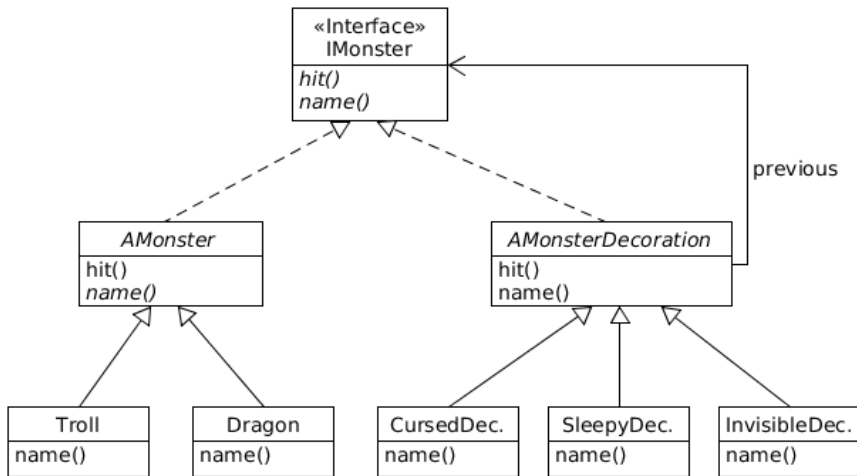 «Interface»
IMonster
hit()
name()
previous
AMonster
hit()
name()
AMonsterDecoration
hit()
name()
Troll
name()
Dragon
name()
CursedDec.
name()
SleepyDec.
name()
InvisibleDec.
name()